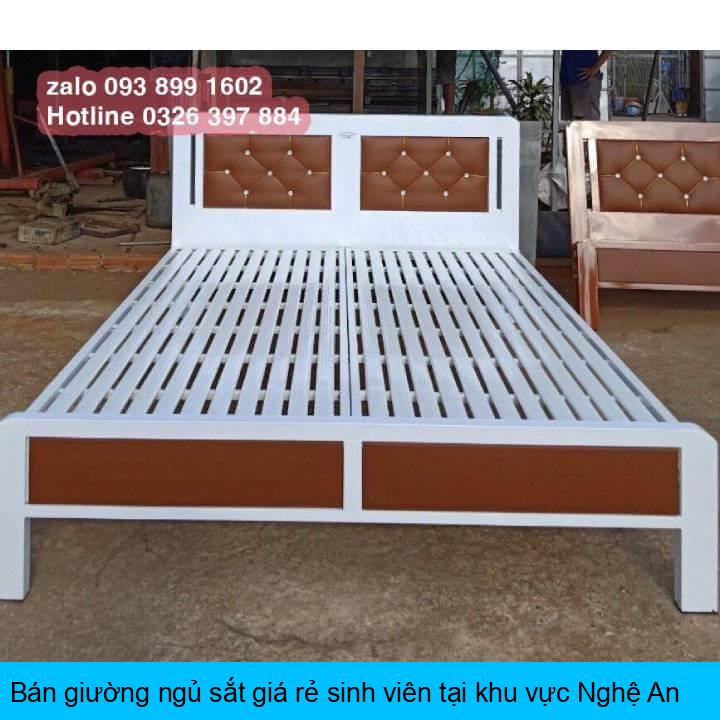 zalo 093 899 1602
Hotline 0326 397 884
Bán giường ngủ sắt giá rẻ sinh viên tại khu vực Nghệ An